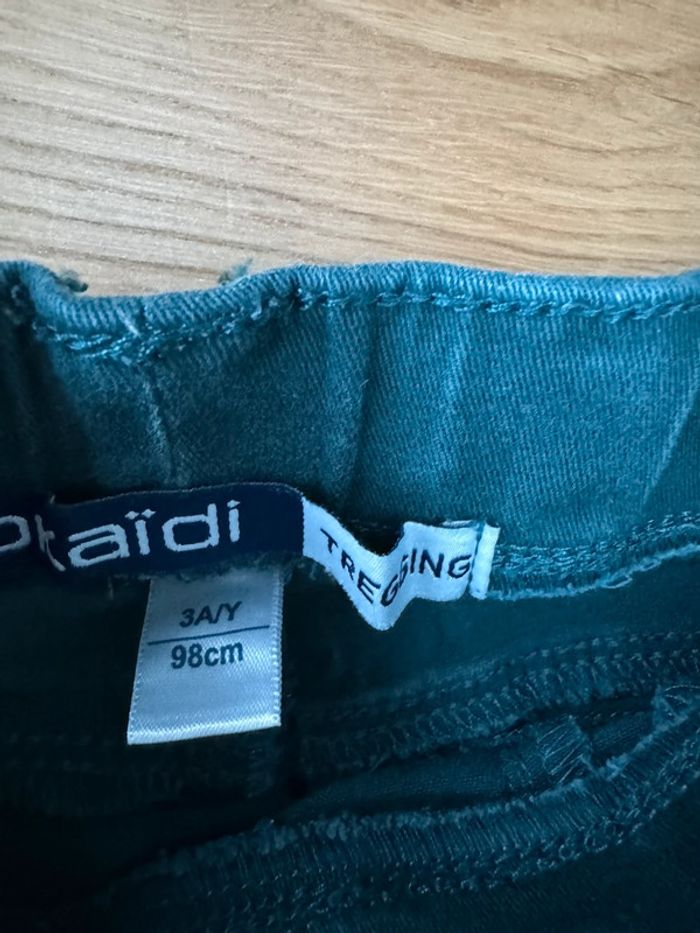 taïdi
TREGGING
3A/Y
98cm